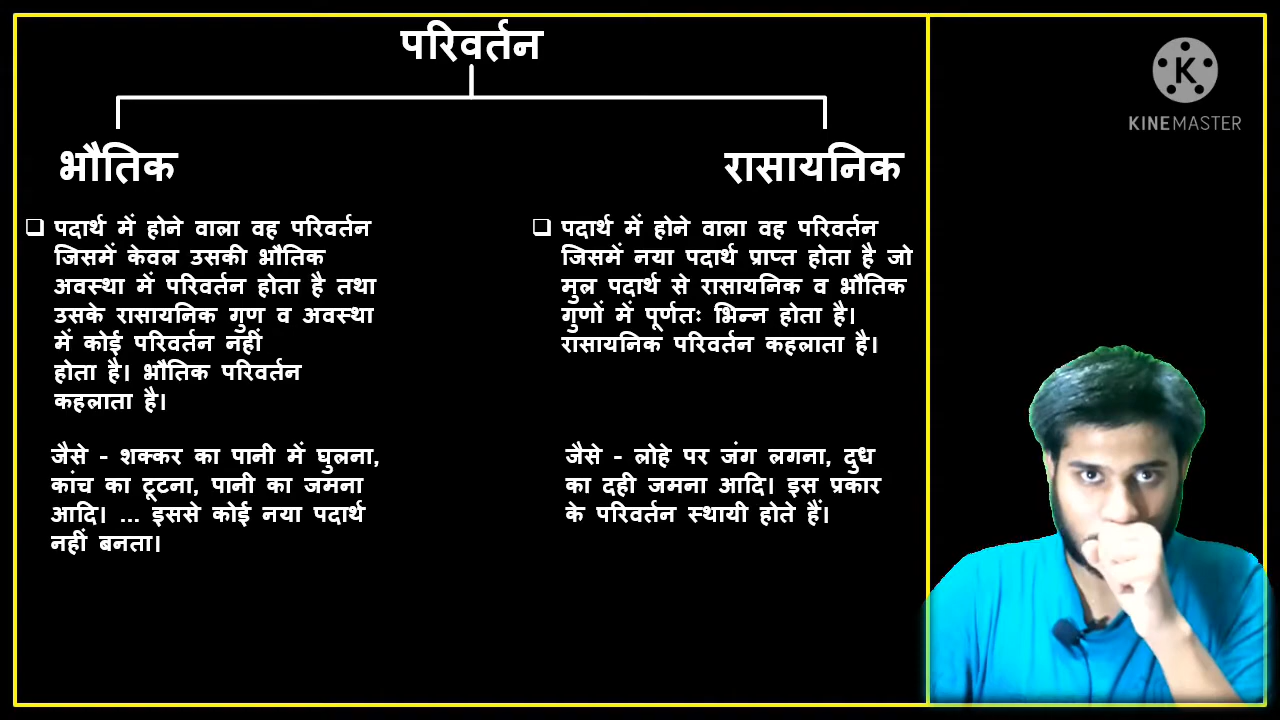 परिवर्तन
भौतिक
पदार्थ में होने वाला वह परिवर्तन
जिसमें केवल उसकी भौतिक
अवस्था में परिवर्तन होता है तथा
उसके रासायनिक गुण व अवस्था
में कोई परिवर्तन नहीं
होता है। भौतिक परिवर्तन
कहलाता है।
जैसे - शक्कर का पानी में घुलना,
कांच का टूटना, पानी का जमना
आदि। ... इससे कोई नया पदार्थ
नहीं बनता।
रासायनिक
पदार्थ में होने वाला वह परिवर्तन
जिसमें नया पदार्थ प्राप्त होता है जो
मुल पदार्थ से रासायनिक व भौतिक
गुणों में पूर्णतः भिन्न होता है।
रासायनिक परिवर्तन कहलाता है।
जैसे - लोहे पर जंग लगना, दुध
का दही जमना आदि। इस प्रकार
के परिवर्तन स्थायी होते हैं।
K
KINEMASTER